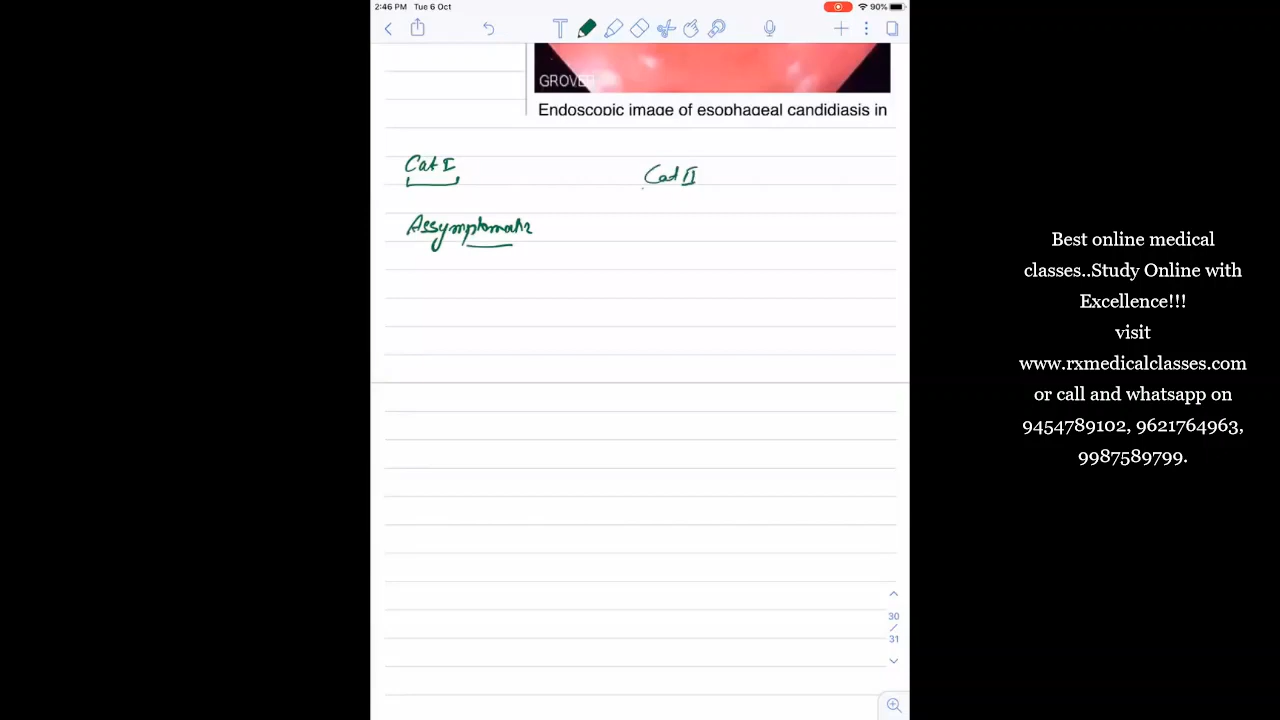 2:46 PM Tue 6 Oct
90%
T
GROVER
Endoscopic image of esophageal candidiasis in
Cat I
Cat II
Assymptomatic
30
/
31
Best online medical
classes..Study Online with
Excellence!!!
visit
www.rxmedicalclasses.com
or call and whatsapp on
9454789102, 9621764963,
9987589799.